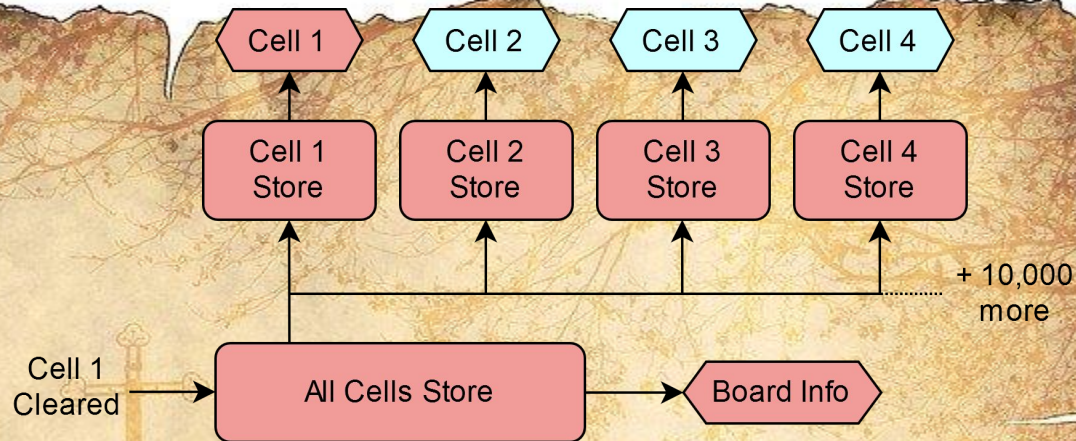 Cell 1
Cell 2
Cell 3
Cell 4
Cell 1
Store
Cell 2
Store
Cell 3
Store
Cell 4
Store
+ 10,000
more
Cell 1
Cleared
All Cells Store
Board Info